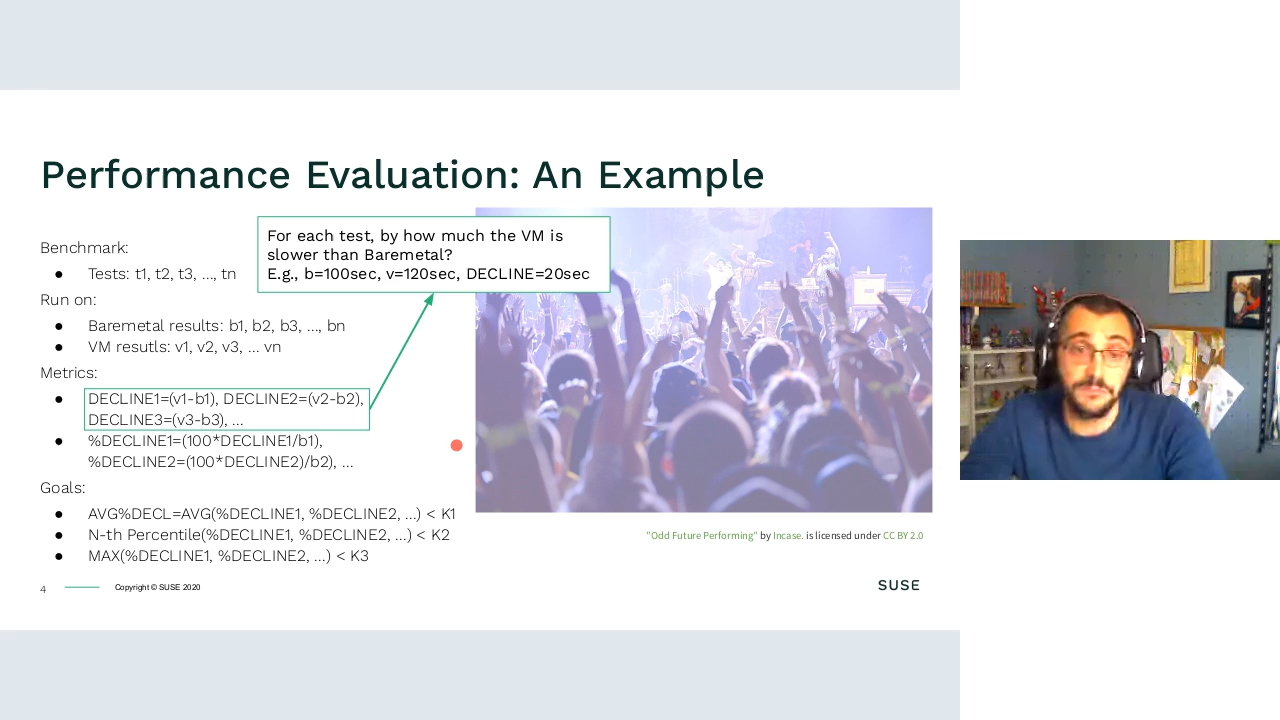 Performance Evaluation: An Example
For each test, by how much the VM is
slower than Baremetal?
E.g., b=100sec, v=120sec, DECLINE=20sec
Benchmark:
● Tests: t1, t2, t3, ..., tn
Run on:
● Baremetal results: b1, b2, b3, ..., bn
● VM resutls: v1, v2, v3, ... vn
Metrics:
● DECLINE1=(v1-b1), DECLINE2=(v2-b2),
DECLINE3=(v3-b3), ...
● %DECLINE1=(100*DECLINE1/b1),
%DECLINE2=(100*DECLINE2)/b2), ...
Goals:
● AVG%DECL=AVG(%DECLINE1, %DECLINE2, ...) < K1
● N-th Percentile(%DECLINE1, %DECLINE2, ...) < K2
● MAX(%DECLINE1, %DECLINE2, ...) < K3
"Odd Future Performing" by Incase. is licensed under CC BY 2.0
4 Copyright © SUSE 2020
SUSE